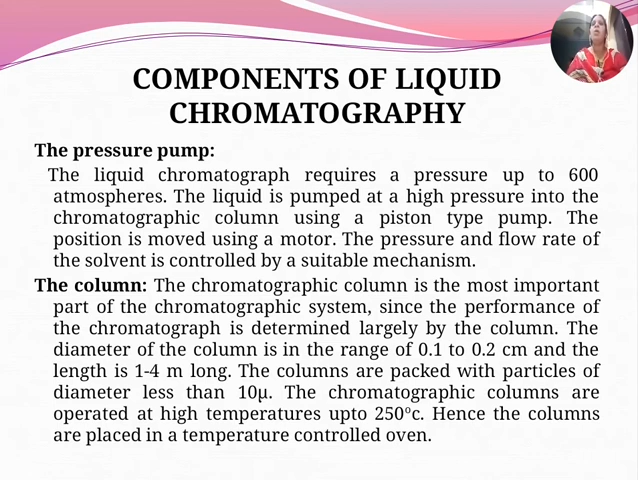 COMPONENTS OF LIQUID
CHROMATOGRAPHY
The pressure pump:
The liquid chromatograph requires a pressure up to 600
atmospheres. The liquid is pumped at a high pressure into the
chromatographic column using a piston type pump. The
position is moved using a motor. The pressure and flow rate of
the solvent is controlled by a suitable mechanism.
The column: The chromatographic column is the most important
part of the chromatographic system, since the performance of
the chromatograph is determined largely by the column. The
diameter of the column is in the range of 0.1 to 0.2 cm and the
length is 1-4 m long. The columns are packed with particles of
diameter less than 10μ. The chromatographic columns are
operated at high temperatures upto 250°c. Hence the columns
are placed in a temperature controlled oven.